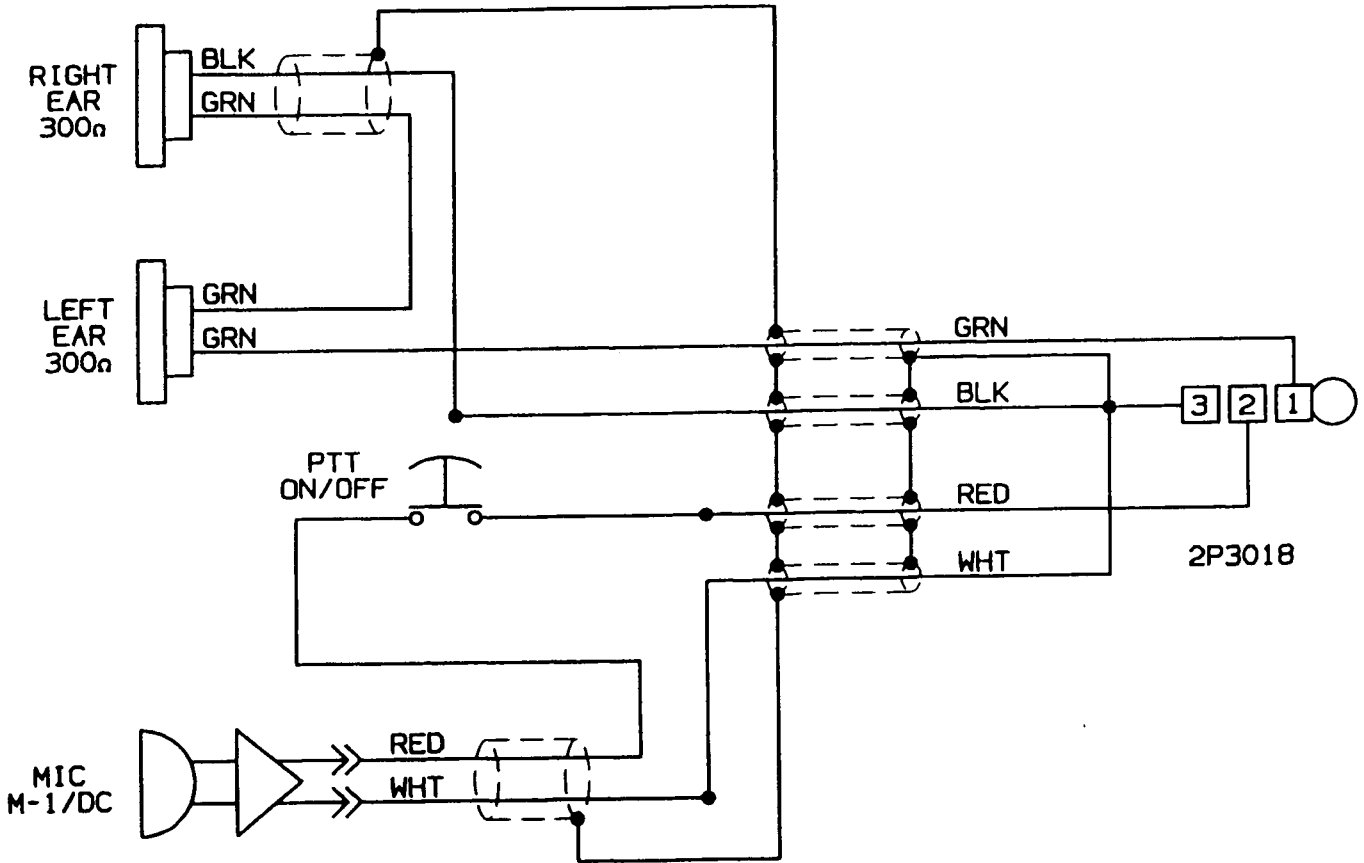 RIGHT
EAR
300Ω
BLK
GRN
LEFT
EAR
300Ω
GRN
GRN
GRN
BLK
3 2 1
PTT
ON/OFF
RED
WHT
2P3018
MIC
M-1/DC
RED
WHT